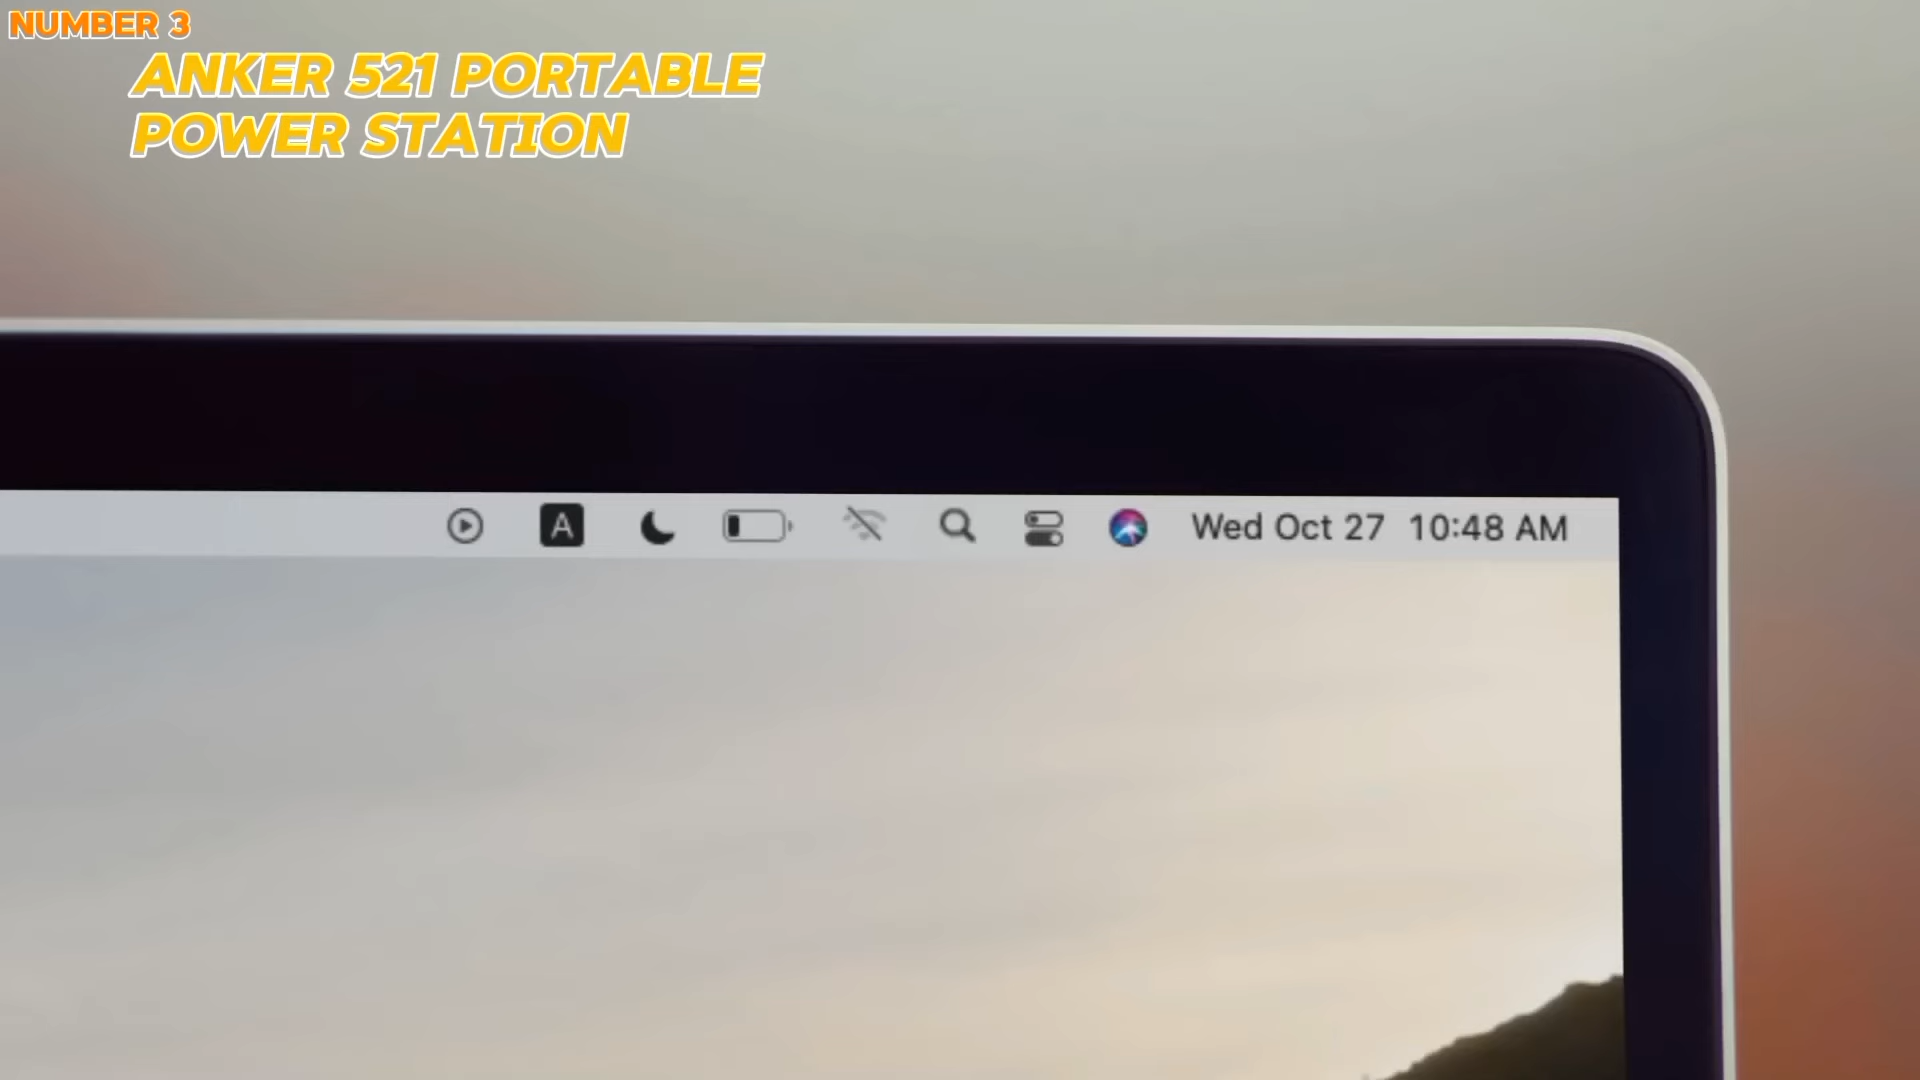 NUMBER 3
ANKER 521 PORTABLE
POWER STATION
A
Wed Oct 27 10:48 AM